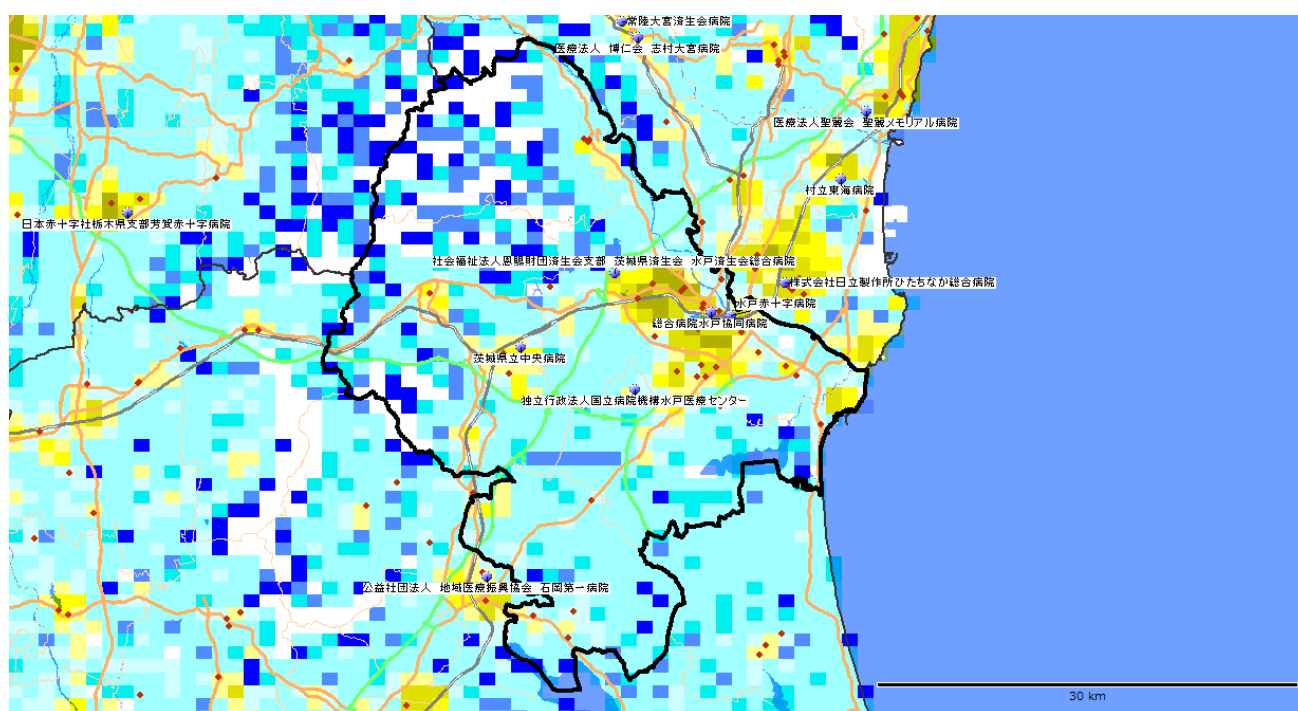 常陸大宮済生会病院
医療法人 博仁会 志村大宮病院
医療法人聖麗会 聖麗メモリアル病院
村立東海病院
日本赤十字社栃木県支部芳賀赤十字病院
社会福祉法人恩賜財団済生会支部 茨城県済生会 水戸済生会総合病院
株式会社日立製作所ひたちなか総合病院
水戸赤十字病院
総合病院水戸協同病院
茨城県立中央病院
独立行政法人国立病院機構水戸医療センター
公益社団法人 地域医療振興協会 石岡第一病院
30 km